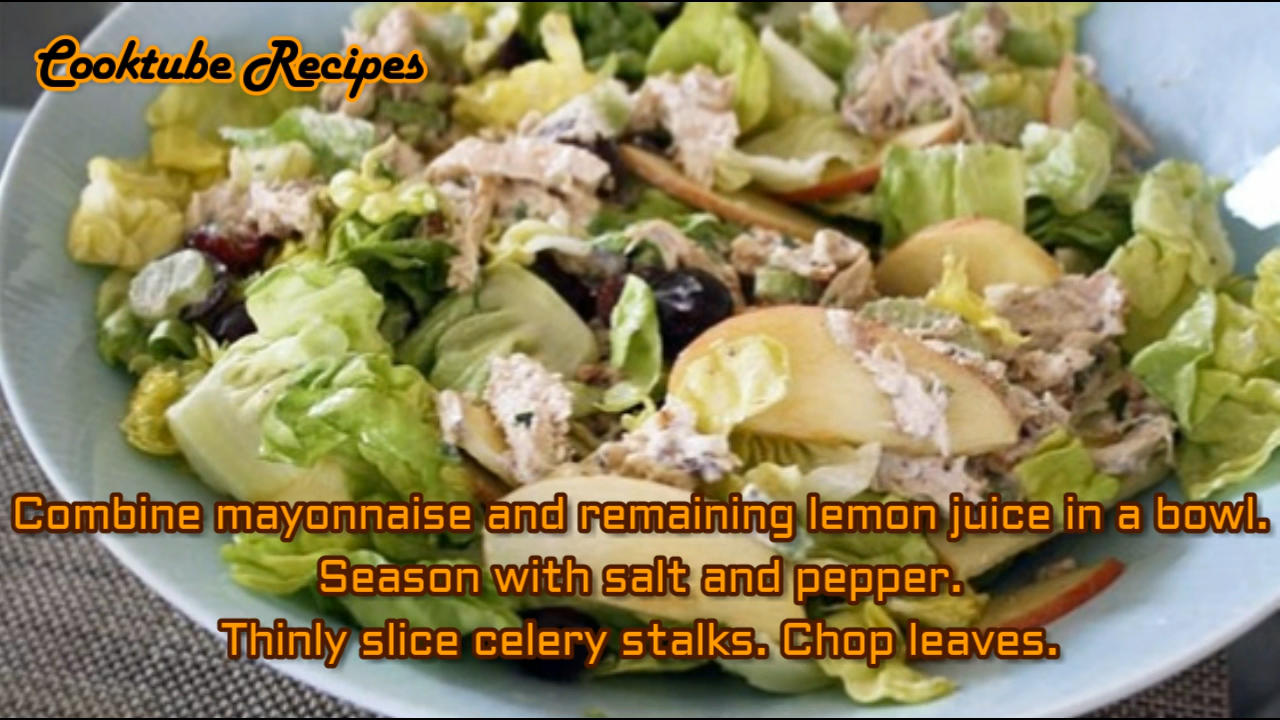 Cooktube Recipes
Combine mayonnaise and remaining lemon juice in a bowl.
Season with salt and pepper.
Thinly slice celery stalks. Chop leaves.